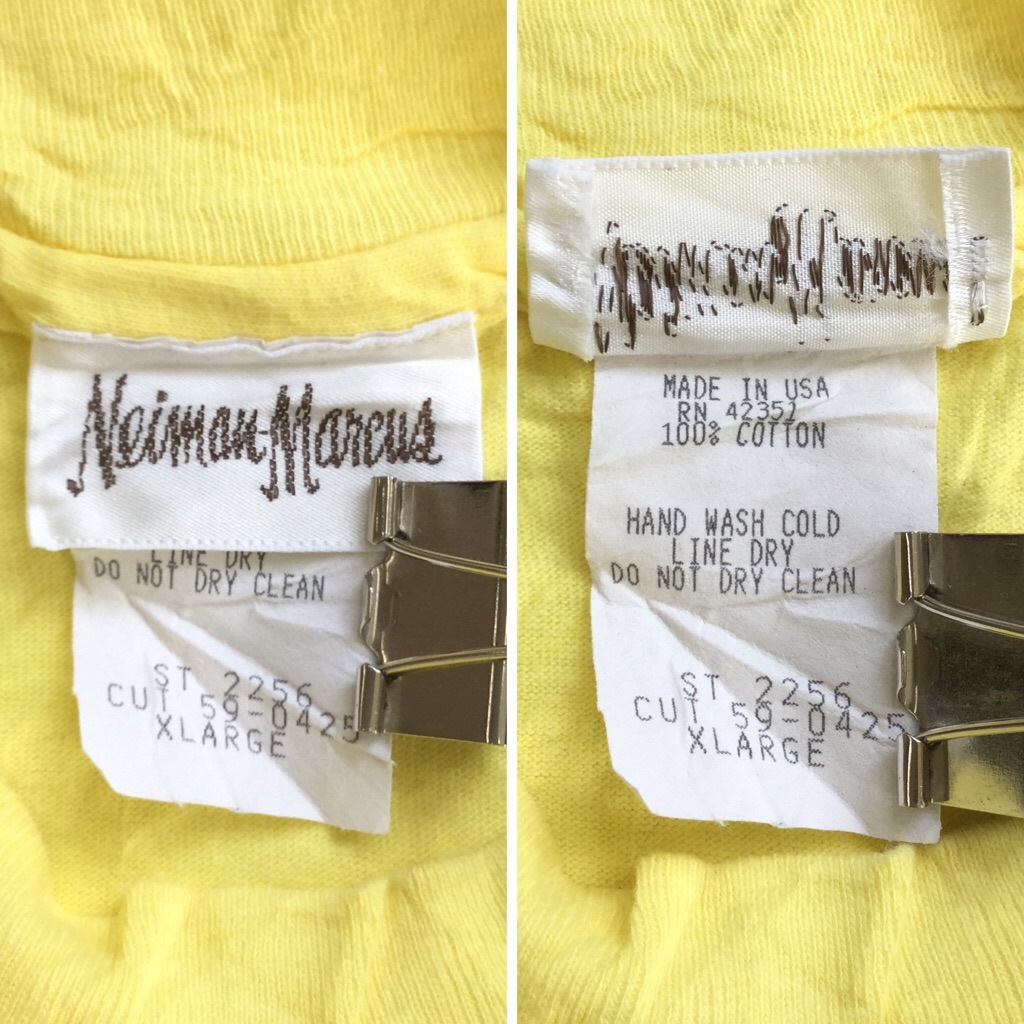 Neiman-Marcus
LINE DRY
DO NOT DRY CLEAN
ST 2256
CUT 59-0425
XLARGE
MADE IN USA
RN 42352
100% COTTON
HAND WASH COLD
LINE DRY
DO NOT DRY CLEAN
ST 2256
CUT 59-0425
XLARGE